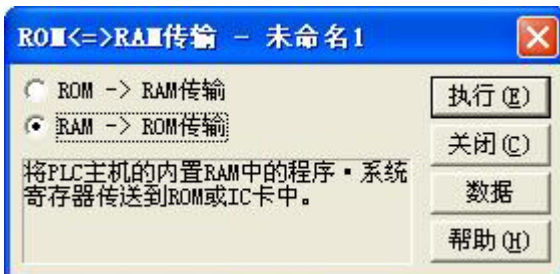 ROM<=>RAM传输 - 未命名1
ROM -> RAM传输
执行(E)
RAM -> ROM传输
关闭(C)
将PLC主机的内置RAM中的程序·系统
寄存器传送到ROM或IC卡中。
数据
帮助(H)